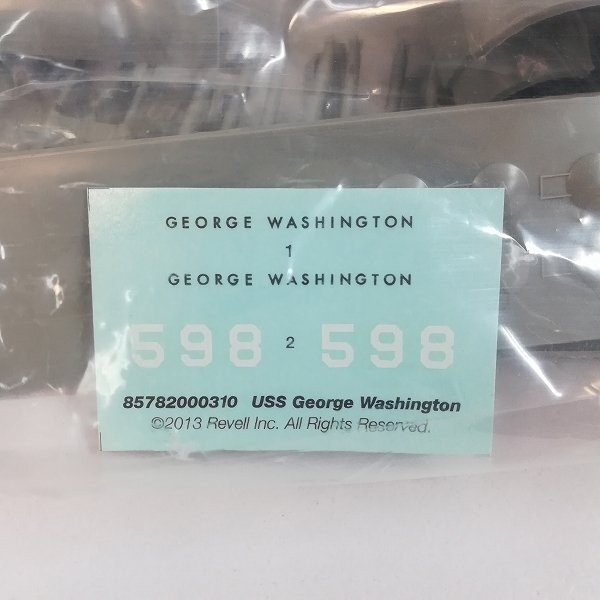 GEORGE WASHINGTON
1
GEORGE WASHINGTON
598 2 598
85782000310 USS George Washington
©2013 Revell Inc. All Rights Reserved.